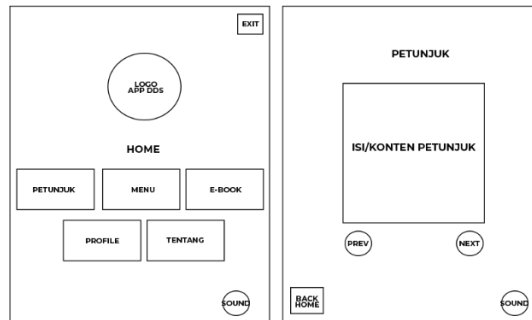 EXIT
LOGO
APP DDS
HOME
PETUNJUK
MENU
E-BOOK
PROFILE
TENTANG
SOUND
PETUNJUK
ISI/KONTEN PETUNJUK
PREV
NEXT
BACK
HOME
SOUND